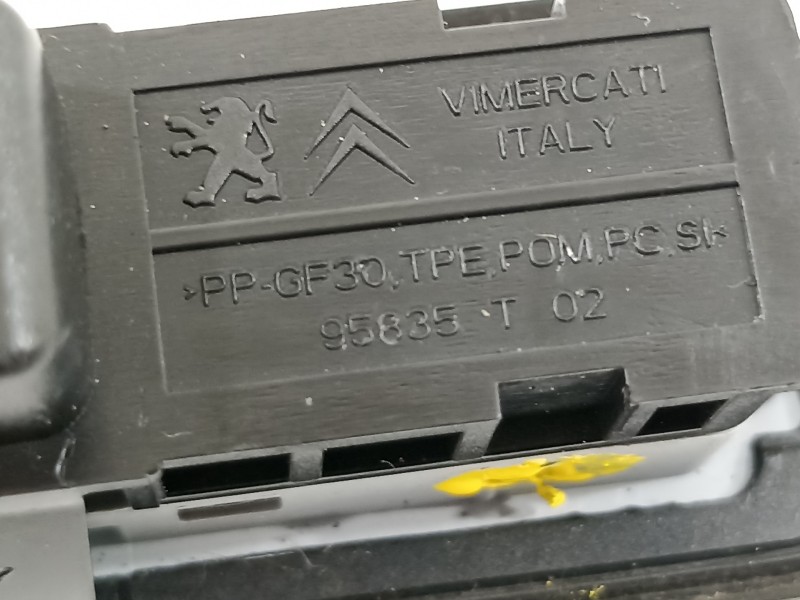 VIMERCATI
ITALY
>PP-GF30,TPE,POM,PC,SI<
95835 T 02